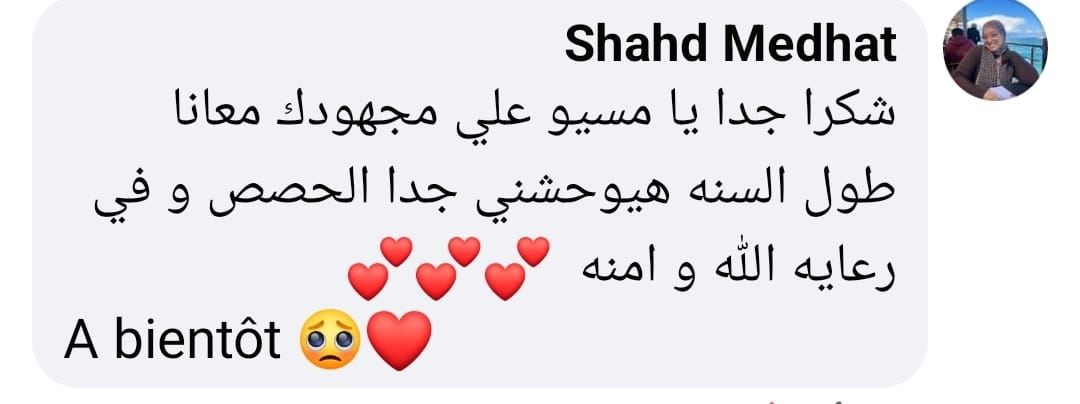 Shahd Medhat
شكرا جدا يا مسيو علي مجهودك معانا
طول السنه هيوحشني جدا الحصص و في
رعايه الله و امنه 💕💕💕
A bientôt 🥺❤️